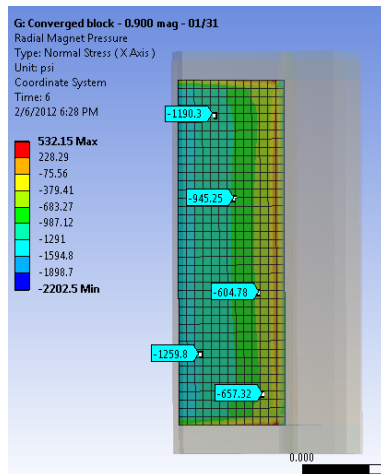 G: Converged block - 0.900 mag - 01/31
Radial Magnet Pressure
Type: Normal Stress ( X Axis )
Unit: psi
Coordinate System
Time: 6
2/6/2012 6:28 PM
532.15 Max
228.29
-75.56
-379.41
-683.27
-987.12
-1291
-1594.8
-1898.7
-2202.5 Min
-1190.3
-945.25
-604.78
-1259.8
-657.32
0.000